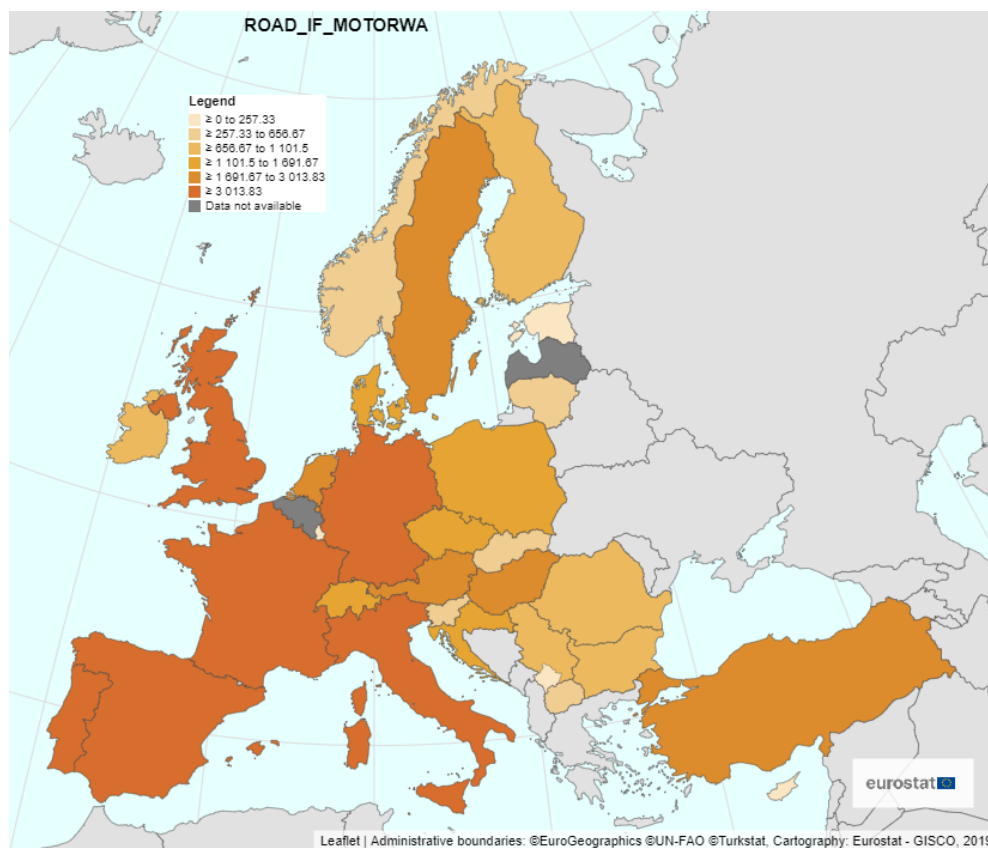 ROAD_IF_MOTORWA
Legend
≥ 0 to 257.33
≥ 257.33 to 656.67
≥ 656.67 to 1 101.5
≥ 1 101.5 to 1 691.67
≥ 1 691.67 to 3 013.83
≥ 3 013.83
Data not available
eurostat
Leaflet | Administrative boundaries: ©EuroGeographics ©UN-FAO ©Turkstat, Cartography: Eurostat - GISCO, 2019